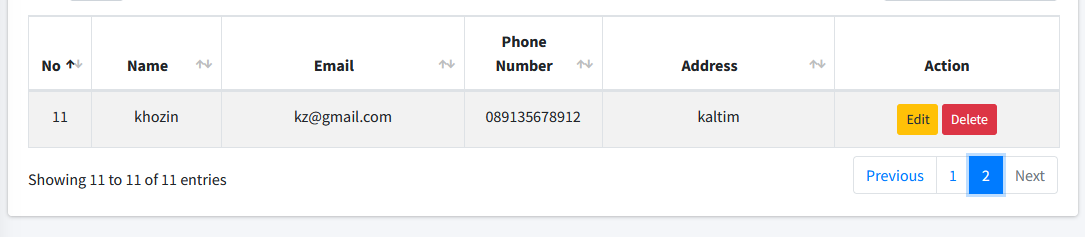 Phone
No Name Email Number Address Action
11 khozin kz@gmail.com 089135678912 kaltim Edit Delete
Showing 11 to 11 of 11 entries Previous 1 2 Next